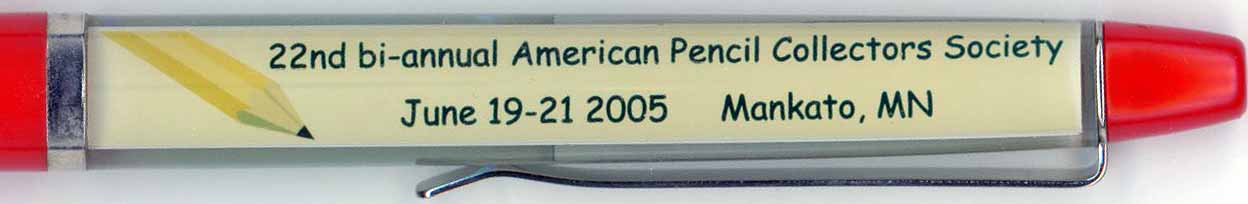 22nd bi-annual American Pencil Collectors Society
June 19-21 2005 Mankato, MN